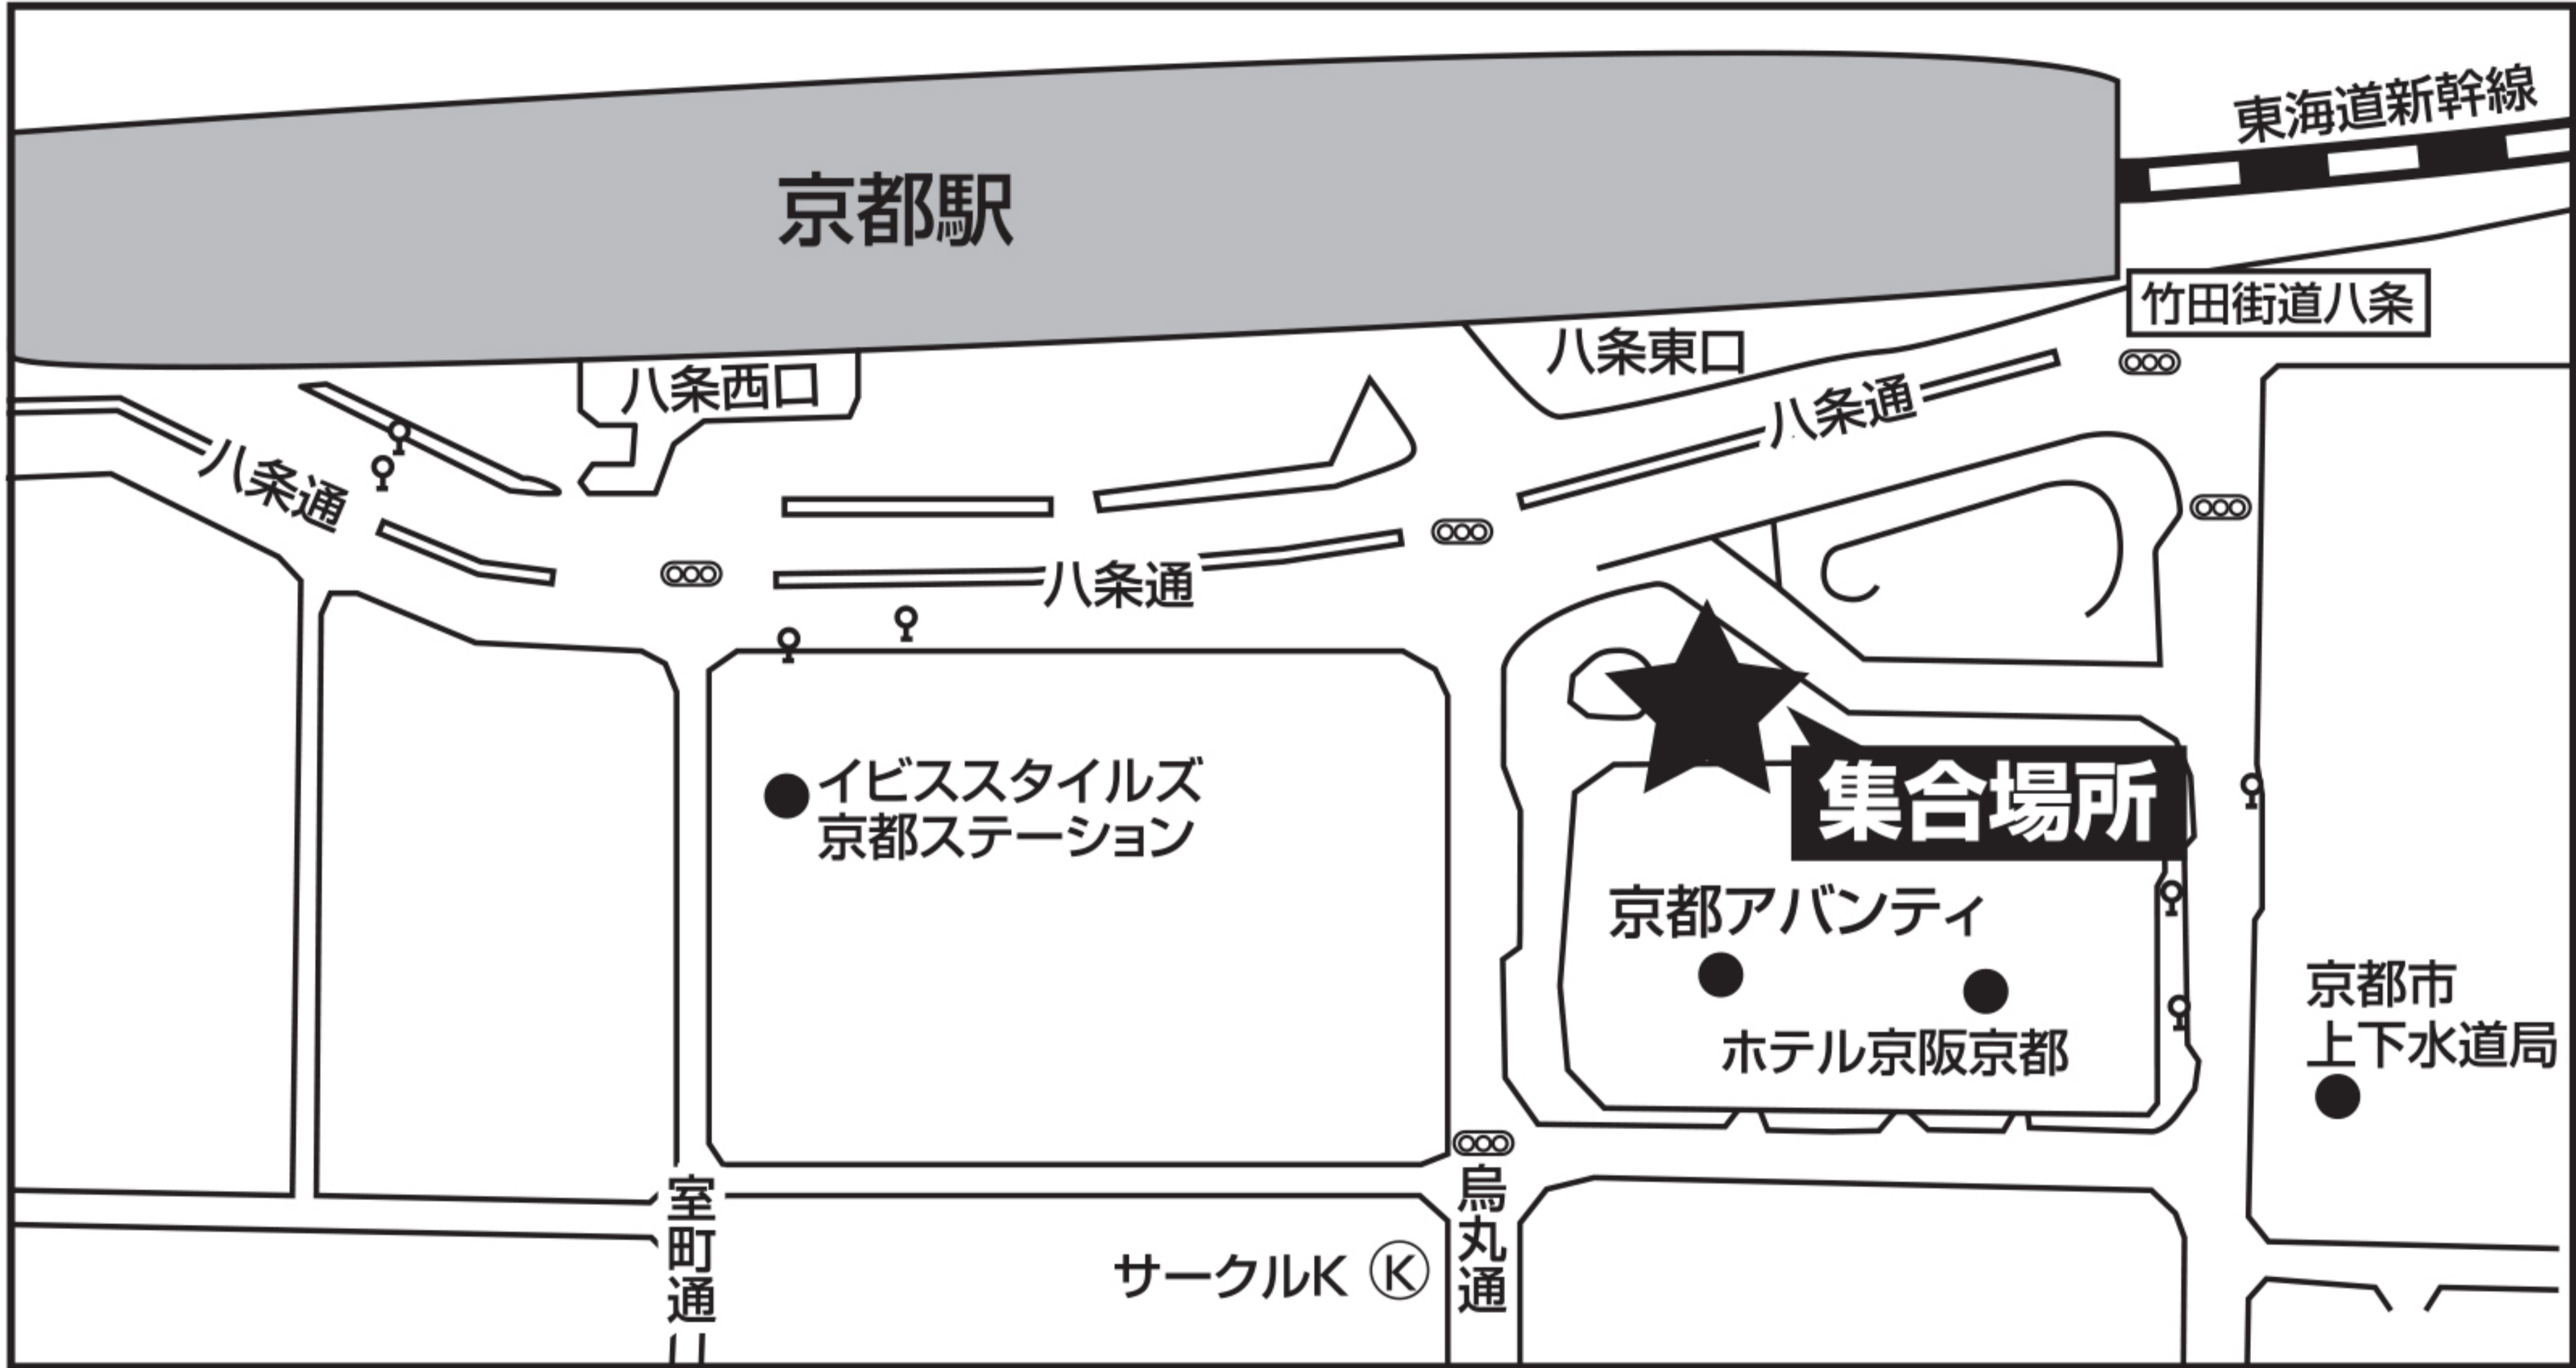 東海道新幹線
京都駅
竹田街道八条
八条東口
八条西口
八条通
八条通
八条通
イビススタイルズ
京都ステーション
集合場所
京都アバンティ
ホテル京阪京都
京都市
上下水道局
室町通
烏丸通
サークルK Ⓚ